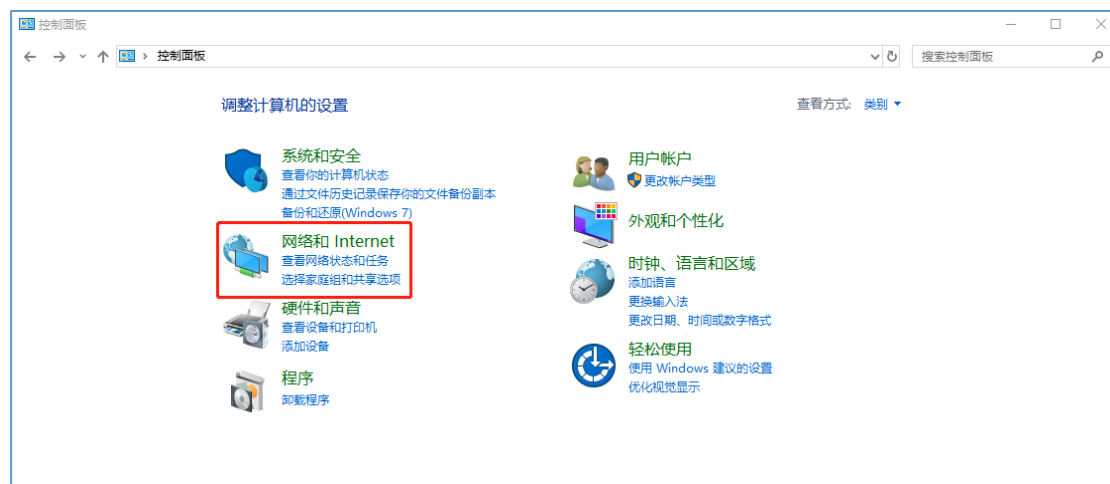 控制面板
控制面板
搜索控制面板
调整计算机的设置
查看方式: 类别
系统和安全
查看你的计算机状态
通过文件历史记录保存你的文件备份副本
备份和还原(Windows 7)
网络和 Internet
查看网络状态和任务
选择家庭组和共享选项
硬件和声音
查看设备和打印机
添加设备
程序
卸载程序
用户帐户
更改帐户类型
外观和个性化
时钟、语言和区域
添加语言
更换输入法
更改日期、时间或数字格式
轻松使用
使用 Windows 建议的设置
优化视觉显示